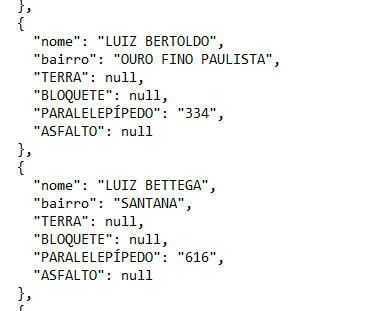 },
{
"nome": "LUIZ BERTOLDO",
"bairro": "OURO FINO PAULISTA",
"TERRA": null,
"BLOQUETE": null,
"PARALELEPÍPEDO": "334",
"ASFALTO": null
},
{
"nome": "LUIZ BETTEGA",
"bairro": "SANTANA",
"TERRA": null,
"BLOQUETE": null,
"PARALELEPÍPEDO": "616",
"ASFALTO": null
},
{